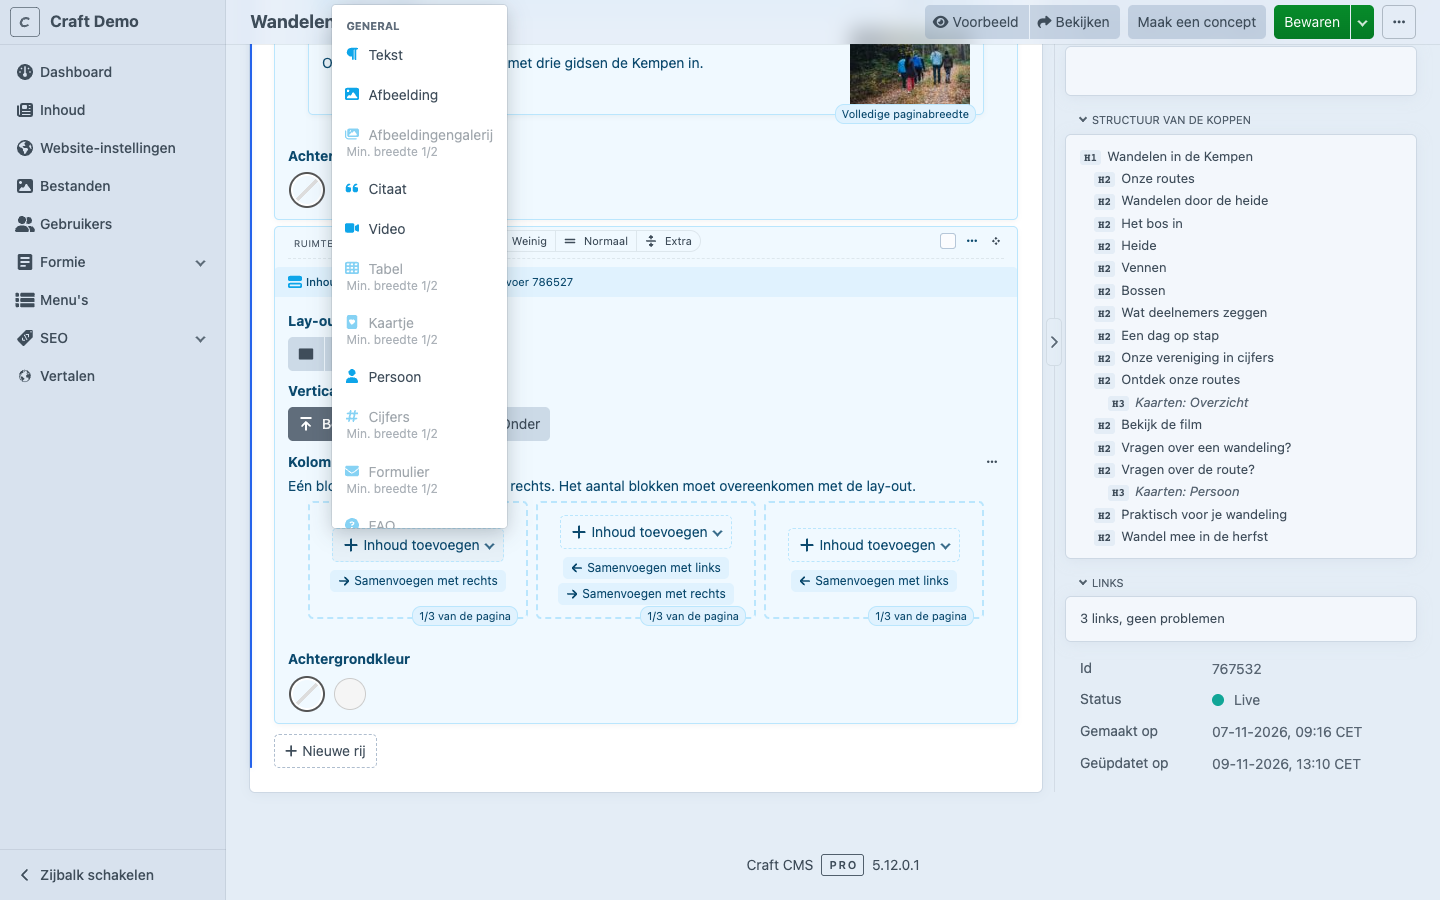 C Craft Demo
Dashboard
Inhoud
Website-instellingen
Bestanden
Gebruikers
Formie
Menu's
SEO
Vertalen
Zijbalk schakelen
Wandelen
Voorbeeld
Bekijken
Maak een concept
Bewaren
GENERAL
Tekst
Afbeelding
Afbeeldingengalerij
Min. breedte 1/2
Citaat
Video
Tabel
Min. breedte 1/2
Kaartje
Min. breedte 1/2
Persoon
Cijfers
Min. breedte 1/2
Formulier
Min. breedte 1/2
FAQ
met drie gidsen de Kempen in.
Volledige paginabreedte
Achter
RUIMTE
Weinig
Normaal
Extra
Inhou
voer 786527
Lay-ou
Vertica
Onder
Kolom
Eén blo
rechts. Het aantal blokken moet overeenkomen met de lay-out.
Inhoud toevoegen
Samenvoegen met rechts
1/3 van de pagina
Inhoud toevoegen
Samenvoegen met links
Samenvoegen met rechts
1/3 van de pagina
Inhoud toevoegen
Samenvoegen met links
1/3 van de pagina
Achtergrondkleur
Nieuwe rij
STRUCTUUR VAN DE KOPPEN
H1 Wandelen in de Kempen
H2 Onze routes
H2 Wandelen door de heide
H2 Het bos in
H2 Heide
H2 Vennen
H2 Bossen
H2 Wat deelnemers zeggen
H2 Een dag op stap
H2 Onze vereniging in cijfers
H2 Ontdek onze routes
H3 Kaarten: Overzicht
H2 Bekijk de film
H2 Vragen over een wandeling?
H2 Vragen over de route?
H3 Kaarten: Persoon
H2 Praktisch voor je wandeling
H2 Wandel mee in de herfst
LINKS
3 links, geen problemen
Id 767532
Status Live
Gemaakt op 07-11-2026, 09:16 CET
Geüpdatet op 09-11-2026, 13:10 CET
Craft CMS PRO 5.12.0.1